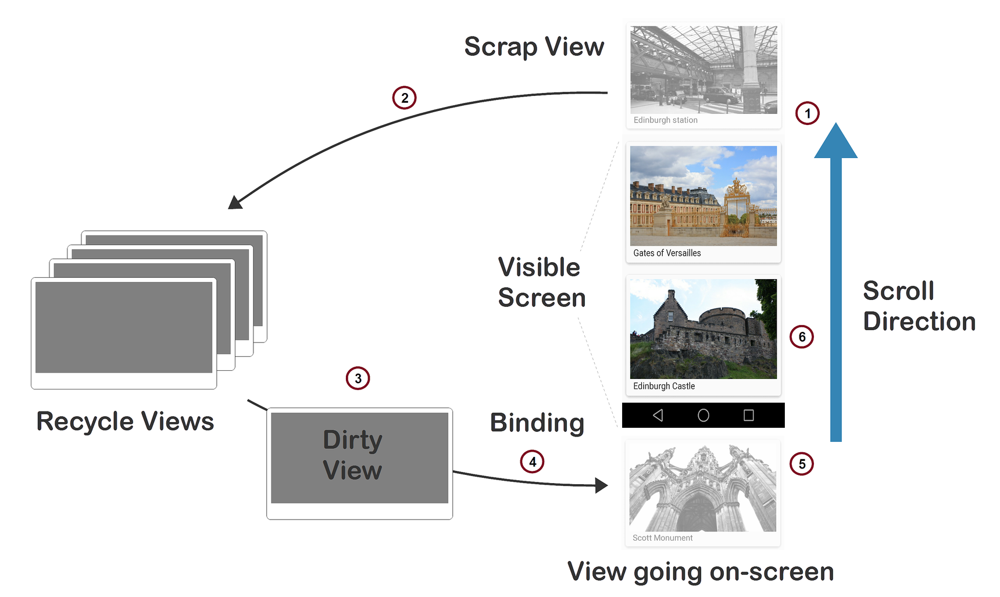 Scrap View
2
Edinburgh station
1
Gates of Versailles
Visible
Screen
Scroll
Direction
Edinburgh Castle
6
3
Recycle Views
Dirty
View
Binding
4
5
Scott Monument
View going on-screen